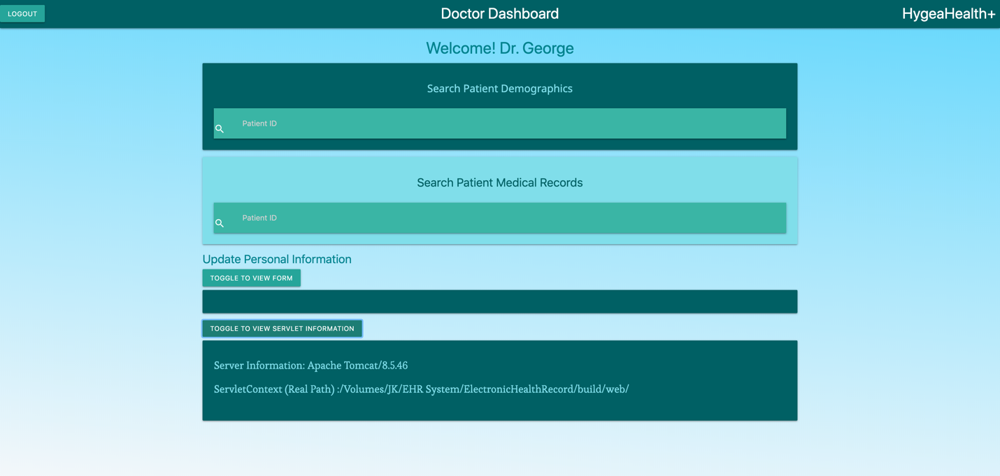 LOGOUT
Doctor Dashboard
HygeaHealth+
Welcome! Dr. George
Search Patient Demographics
Patient ID
Search Patient Medical Records
Patient ID
Update Personal Information
TOGGLE TO VIEW FORM
TOGGLE TO VIEW SERVLET INFORMATION
Server Information: Apache Tomcat/8.5.46
ServletContext (Real Path) :/Volumes/JK/EHR System/ElectronicHealthRecord/build/web/